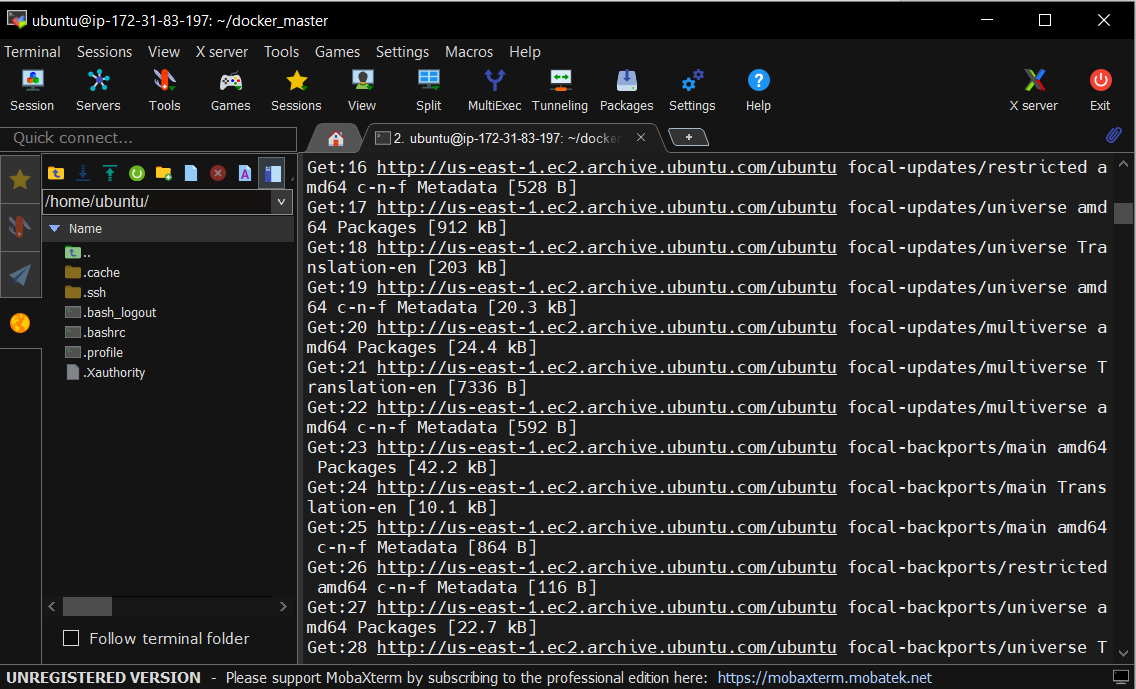 ubuntu@ip-172-31-83-197: ~/docker_master
Terminal Sessions View X server Tools Games Settings Macros Help
Session Servers Tools Games Sessions View Split MultiExec Tunneling Packages Settings Help X server Exit
Quick connect...
2. ubuntu@ip-172-31-83-197: ~/docker
/home/ubuntu/
Name
..
.cache
.ssh
.bash_logout
.bashrc
.profile
.Xauthority
Follow terminal folder
Get:16 http://us-east-1.ec2.archive.ubuntu.com/ubuntu focal-updates/restricted a
md64 c-n-f Metadata [528 B]
Get:17 http://us-east-1.ec2.archive.ubuntu.com/ubuntu focal-updates/universe amd
64 Packages [912 kB]
Get:18 http://us-east-1.ec2.archive.ubuntu.com/ubuntu focal-updates/universe Tra
nslation-en [203 kB]
Get:19 http://us-east-1.ec2.archive.ubuntu.com/ubuntu focal-updates/universe amd
64 c-n-f Metadata [20.3 kB]
Get:20 http://us-east-1.ec2.archive.ubuntu.com/ubuntu focal-updates/multiverse a
md64 Packages [24.4 kB]
Get:21 http://us-east-1.ec2.archive.ubuntu.com/ubuntu focal-updates/multiverse T
ranslation-en [7336 B]
Get:22 http://us-east-1.ec2.archive.ubuntu.com/ubuntu focal-updates/multiverse a
md64 c-n-f Metadata [592 B]
Get:23 http://us-east-1.ec2.archive.ubuntu.com/ubuntu focal-backports/main amd64
 Packages [42.2 kB]
Get:24 http://us-east-1.ec2.archive.ubuntu.com/ubuntu focal-backports/main Trans
lation-en [10.1 kB]
Get:25 http://us-east-1.ec2.archive.ubuntu.com/ubuntu focal-backports/main amd64
 c-n-f Metadata [864 B]
Get:26 http://us-east-1.ec2.archive.ubuntu.com/ubuntu focal-backports/restricted
 amd64 c-n-f Metadata [116 B]
Get:27 http://us-east-1.ec2.archive.ubuntu.com/ubuntu focal-backports/universe a
md64 Packages [22.7 kB]
Get:28 http://us-east-1.ec2.archive.ubuntu.com/ubuntu focal-backports/universe T
UNREGISTERED VERSION - Please support MobaXterm by subscribing to the professional edition here: https://mobaxterm.mobatek.net